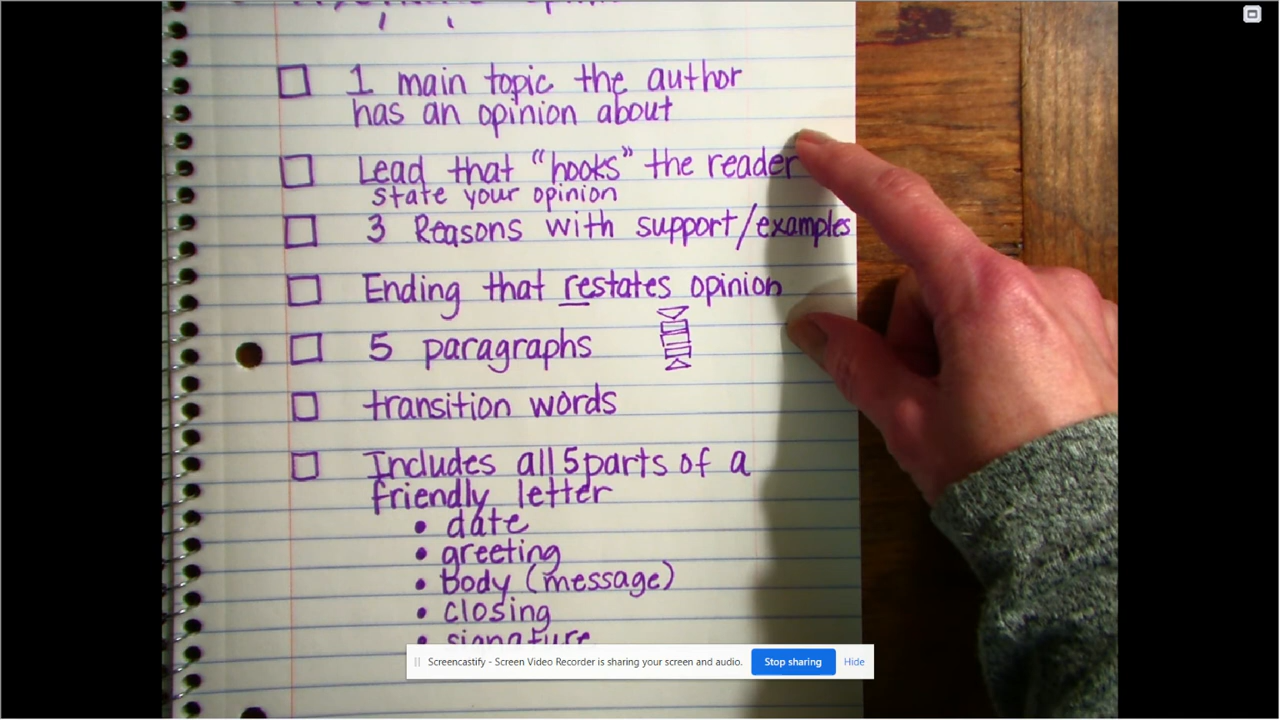 1 main topic the author
has an opinion about
Lead that "hooks" the reader
state your opinion
3 Reasons with support/examples
Ending that restates opinion
5 paragraphs
transition words
Includes all 5 parts of a
friendly letter
• date
• greeting
• Body (message)
• closing
• signature
Screencastify - Screen Video Recorder is sharing your screen and audio.
Stop sharing
Hide